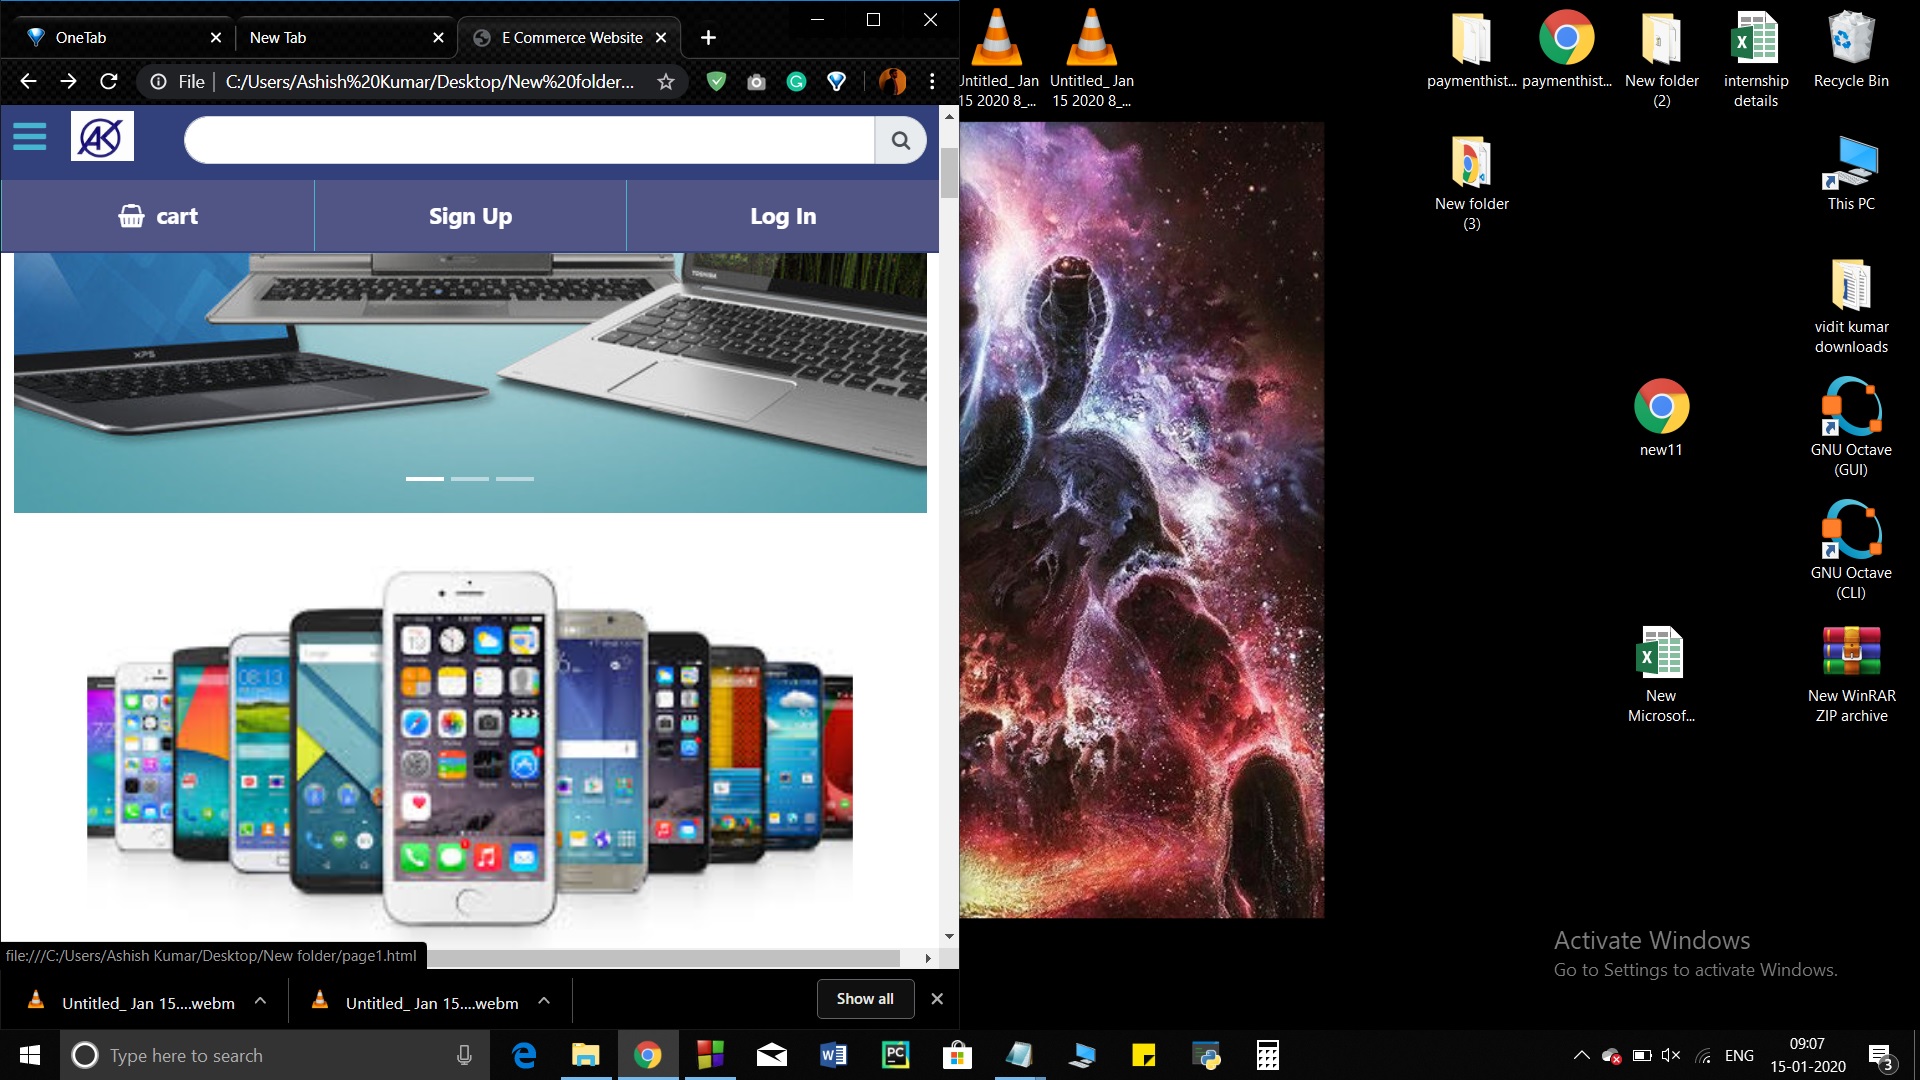 OneTab
New Tab
E Commerce Website
File
C:/Users/Ashish%20Kumar/Desktop/New%20folder...
AK
cart
Sign Up
Log In
TOSHIBA
XPS
08:13
file:///C:/Users/Ashish Kumar/Desktop/New folder/page1.html
Untitled_ Jan 15....webm
Untitled_ Jan 15....webm
Show all
Untitled_ Jan
15 2020 8_...
Untitled_ Jan
15 2020 8_...
paymenthist...
paymenthist...
New folder
(2)
internship
details
Recycle Bin
New folder
(3)
This PC
vidit kumar
downloads
new11
GNU Octave
(GUI)
GNU Octave
(CLI)
New
Microsof...
New WinRAR
ZIP archive
Activate Windows
Go to Settings to activate Windows.
Type here to search
ENG
09:07
15-01-2020
3